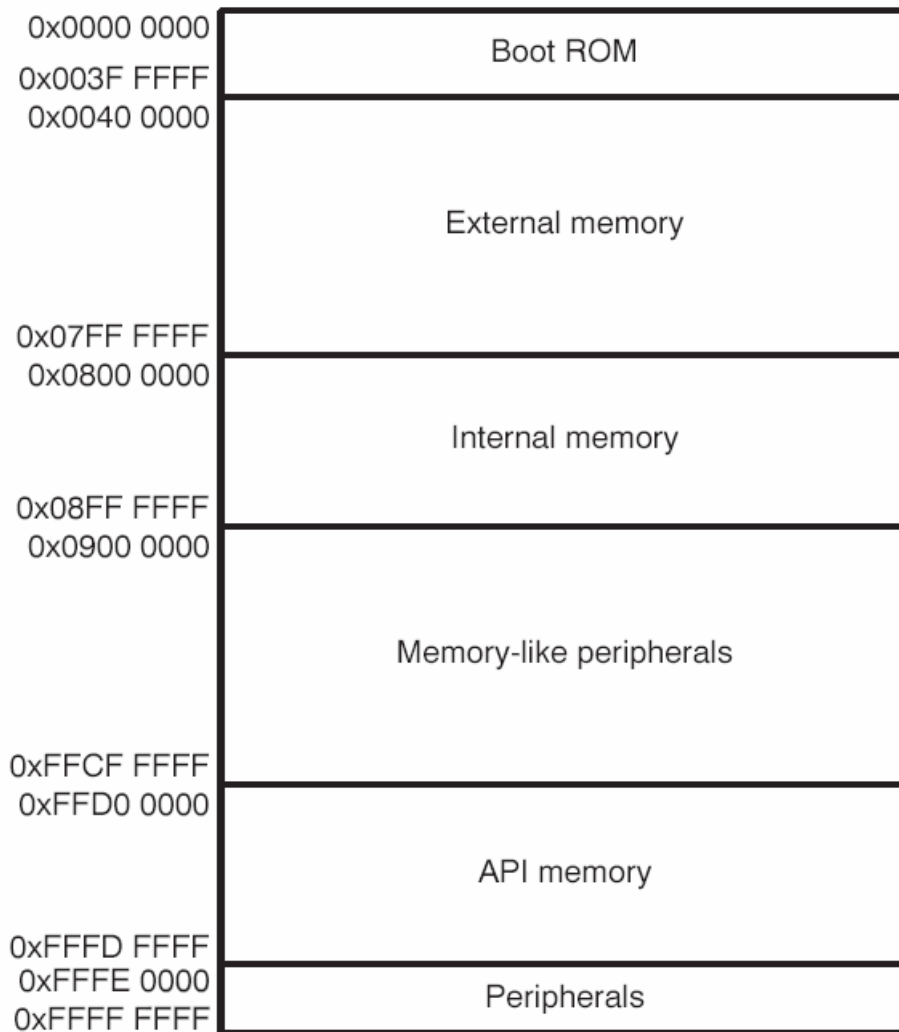 0x0000 0000
Boot ROM
0x003F FFFF
0x0040 0000
External memory
0x07FF FFFF
0x0800 0000
Internal memory
0x08FF FFFF
0x0900 0000
Memory-like peripherals
0xFFCF FFFF
0xFFD0 0000
API memory
0xFFFD FFFF
0xFFFE 0000
Peripherals
0xFFFF FFFF